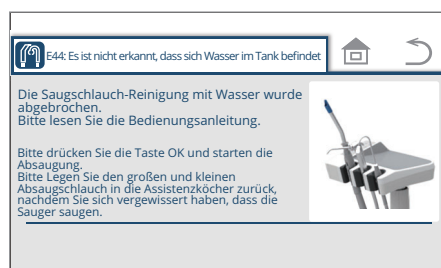 E44: Es ist nicht erkannt, dass sich Wasser im Tank befindet
Die Saugschlauch-Reinigung mit Wasser wurde
abgebrochen.
Bitte lesen Sie die Bedienungsanleitung.
Bitte drücken Sie die Taste OK und starten die
Absaugung.
Bitte Legen Sie den großen und kleinen
Absaugschlauch in die Assistenzköcher zurück,
nachdem Sie sich vergewissert haben, dass die
Sauger saugen.